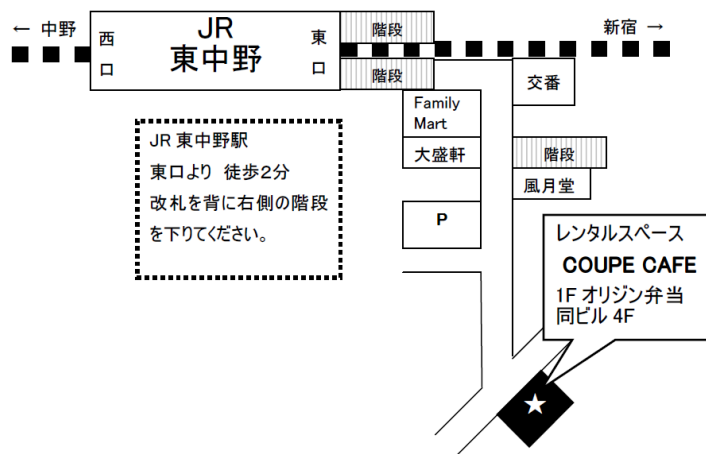 ← 中野
西口
JR
東中野
東口
階段
新宿 →
階段
交番
Family
Mart
大盛軒
階段
風月堂
P
JR 東中野駅
東口より 徒歩2分
改札を背に右側の階段
を下りてください。
レンタルスペース
COUPE CAFE
1F オリジン弁当
同ビル 4F